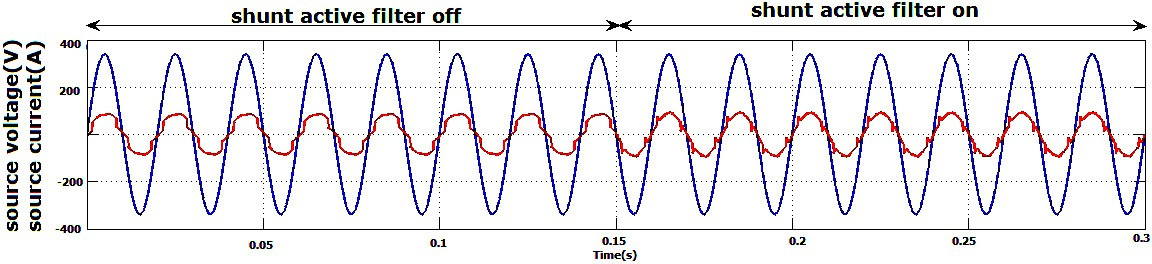 shunt active filter off
shunt active filter on
source voltage(V)
source current(A)
400
200
-200
-400
0.05
0.1
0.15
0.2
0.25
0.3
Time(s)